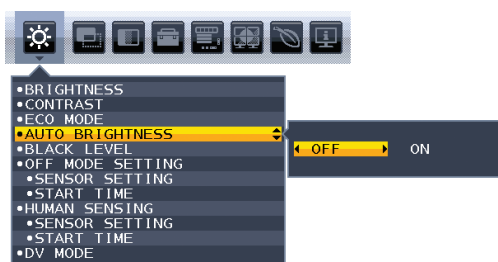 •BRIGHTNESS
•CONTRAST
•ECO MODE
•AUTO BRIGHTNESS
OFF ON
•BLACK LEVEL
•OFF MODE SETTING
•SENSOR SETTING
•START TIME
•HUMAN SENSING
•SENSOR SETTING
•START TIME
•DV MODE